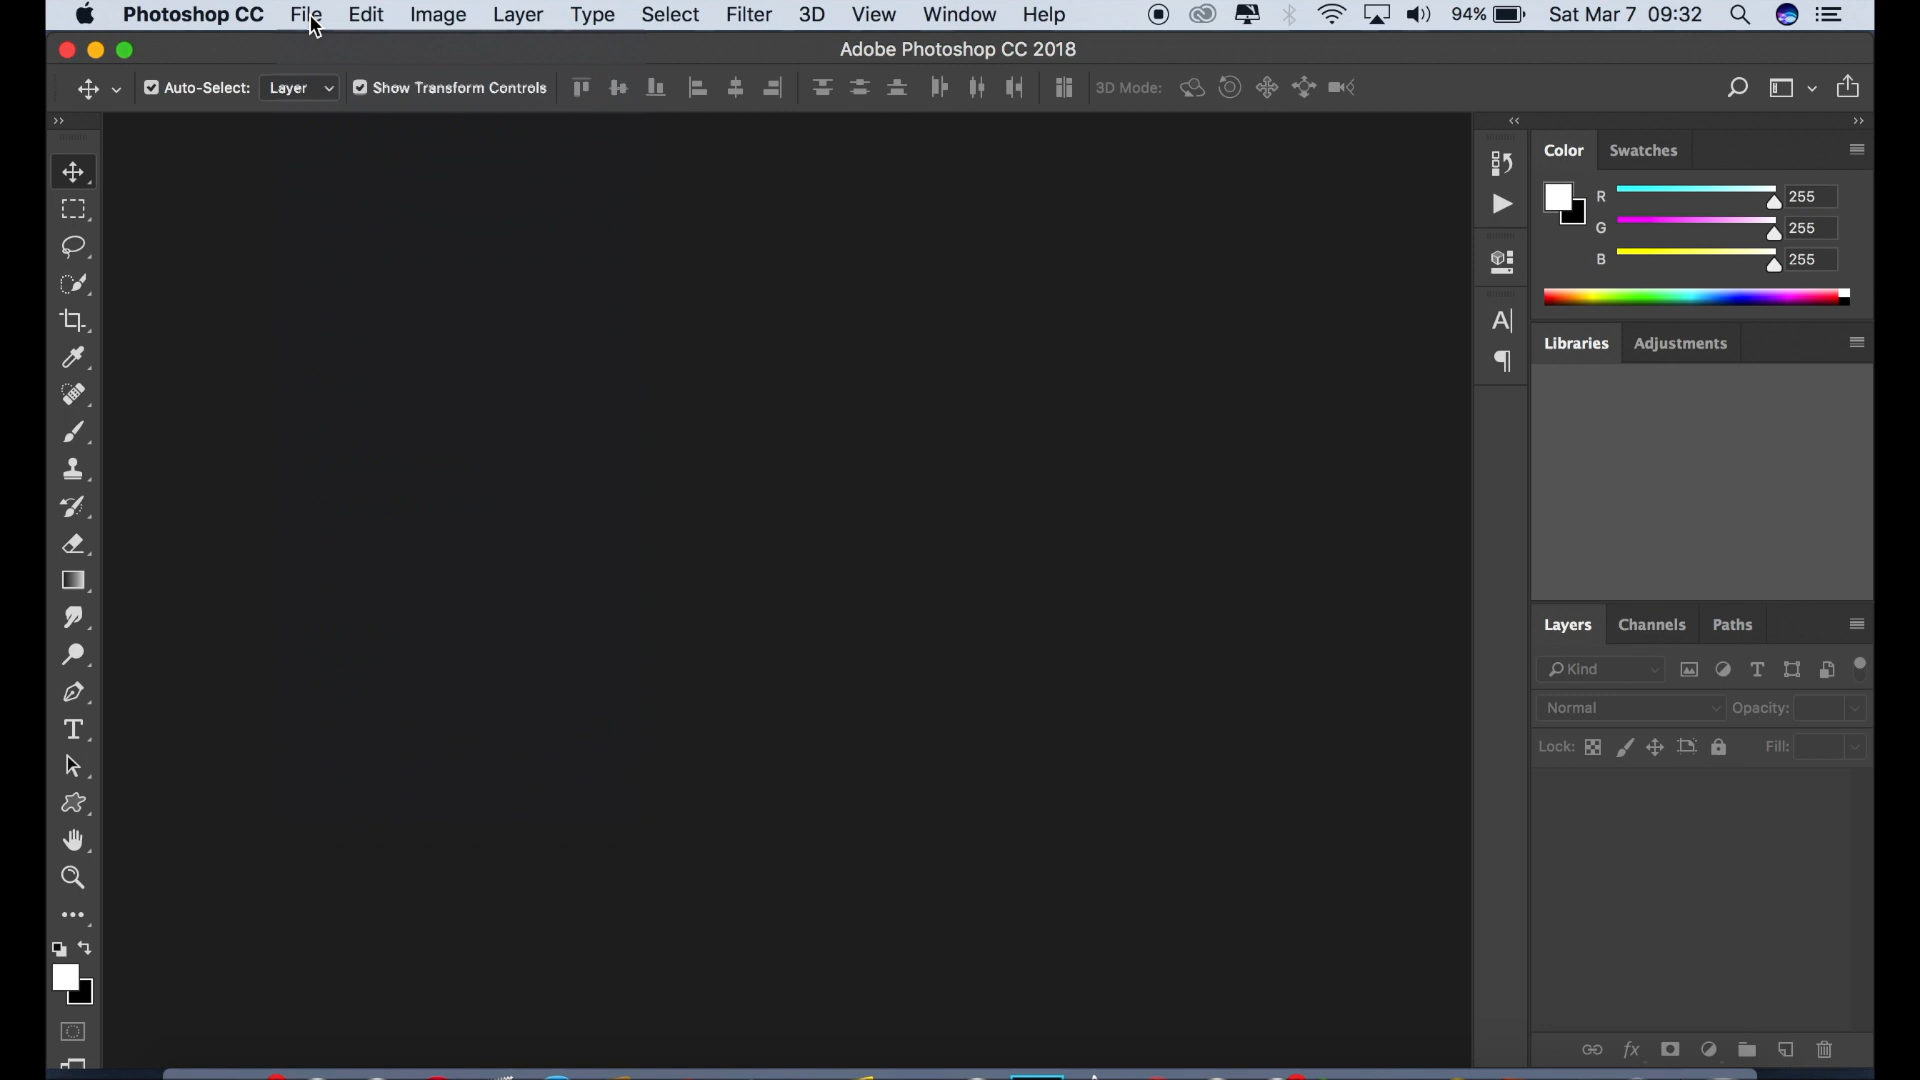 Photoshop CC File Edit Image Layer Type Select Filter 3D View Window Help 94% Sat Mar 7 09:32
Adobe Photoshop CC 2018
Auto-Select: Layer Show Transform Controls 3D Mode:
Color Swatches
R 255
G 255
B 255
Libraries Adjustments
Layers Channels Paths
Kind
Normal Opacity:
Lock: Fill: